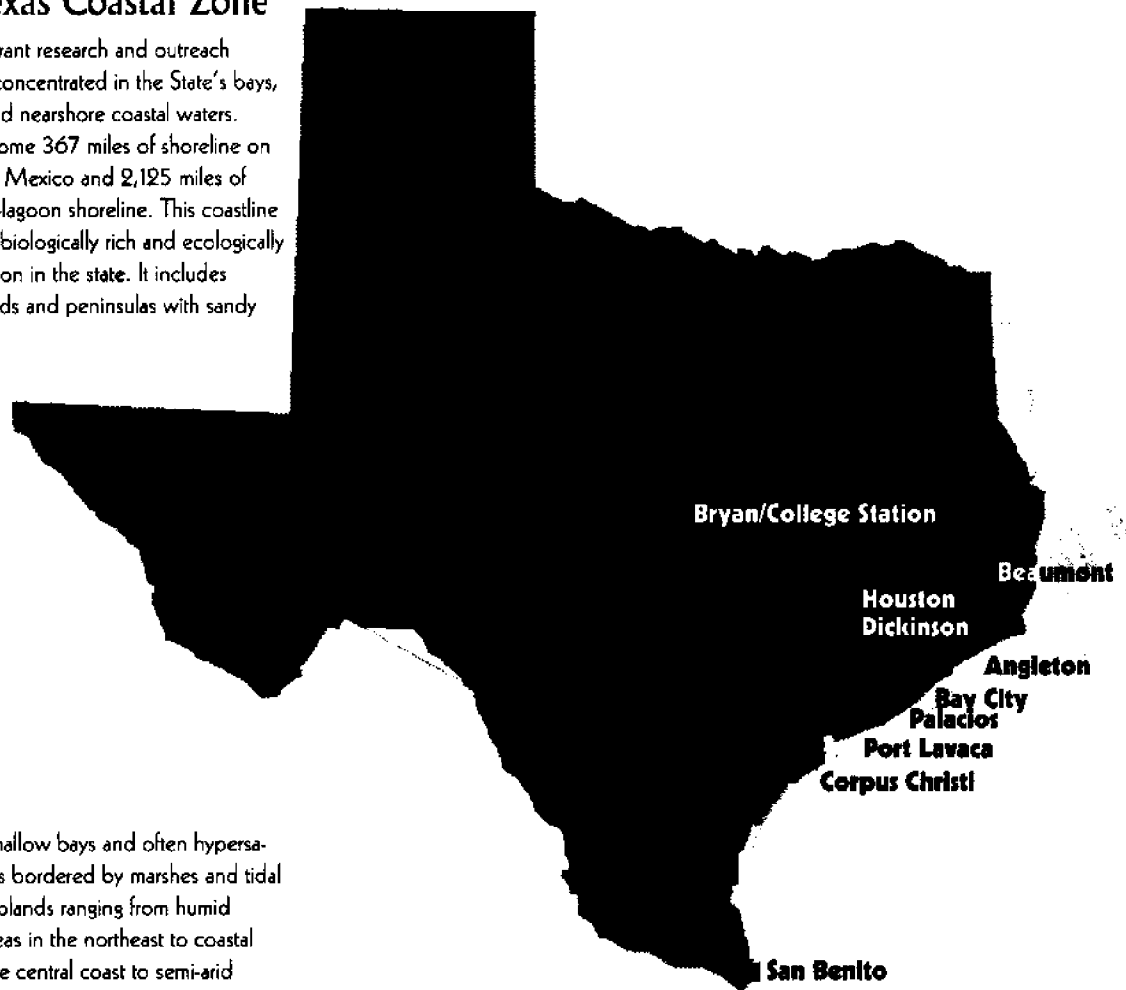 exas Coastal Zone
rant research and outreach
concentrated in the State's bays,
d nearshore coastal waters.
ome 367 miles of shoreline on
Mexico and 2,125 miles of
lagoon shoreline. This coastline
biologically rich and ecologically
on in the state. It includes
ds and peninsulas with sandy
Bryan/College Station
Beaumont
Houston
Dickinson
Angleton
Bay City
Palacios
Port Lavaca
Corpus Christi
hallow bays and often hypersa-
s bordered by marshes and tidal
plands ranging from humid
eas in the northeast to coastal
e central coast to semi-arid
San Benito